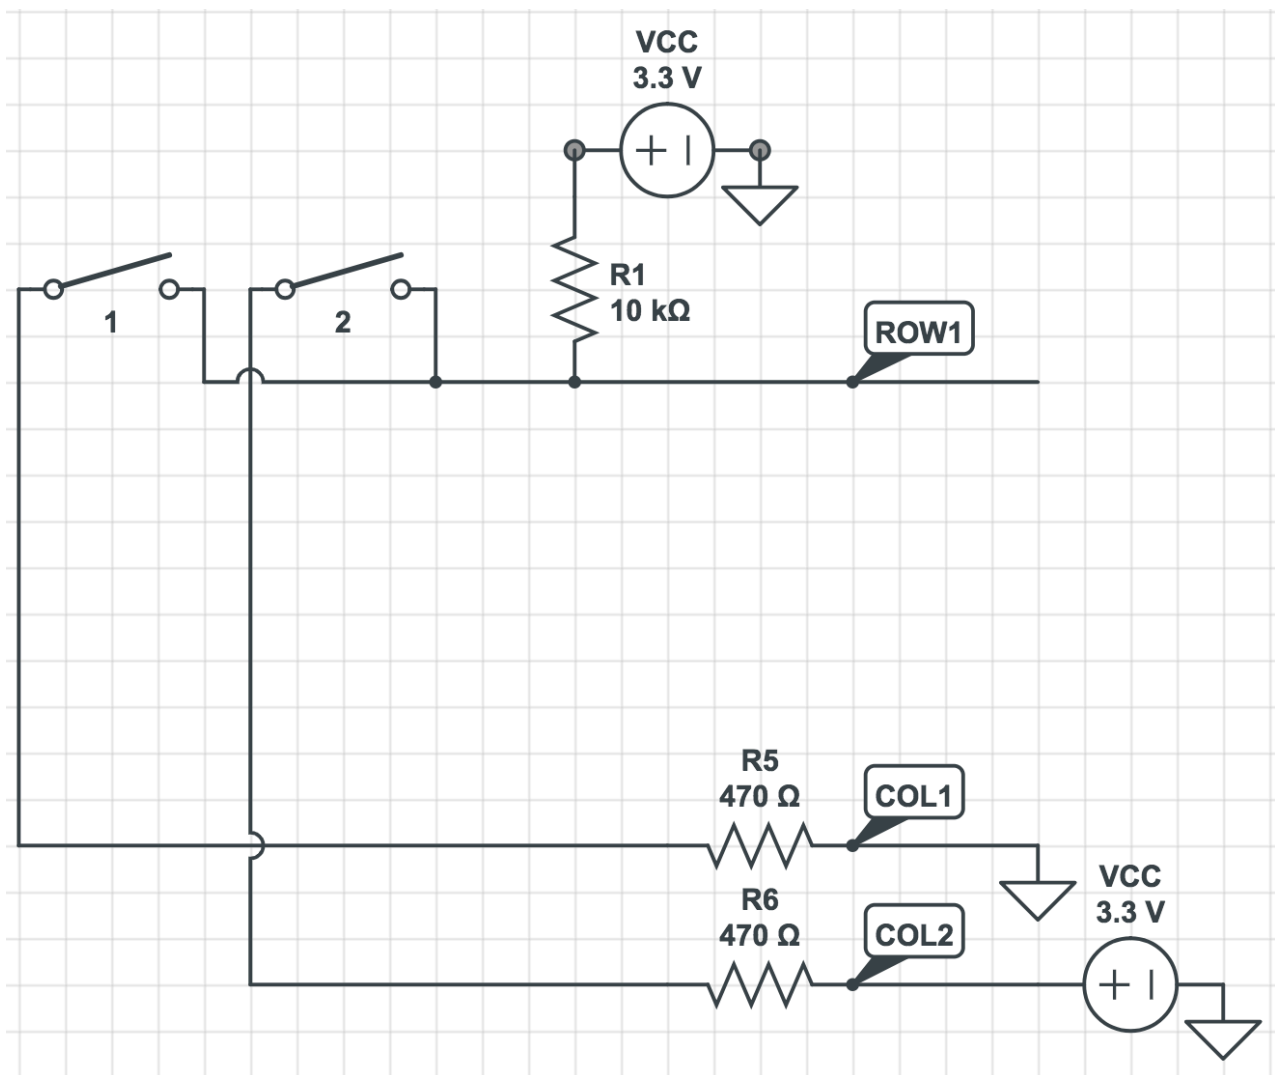 VCC
3.3 V
R1
10 kΩ
1
2
ROW1
R5
470 Ω
COL1
VCC
3.3 V
R6
470 Ω
COL2